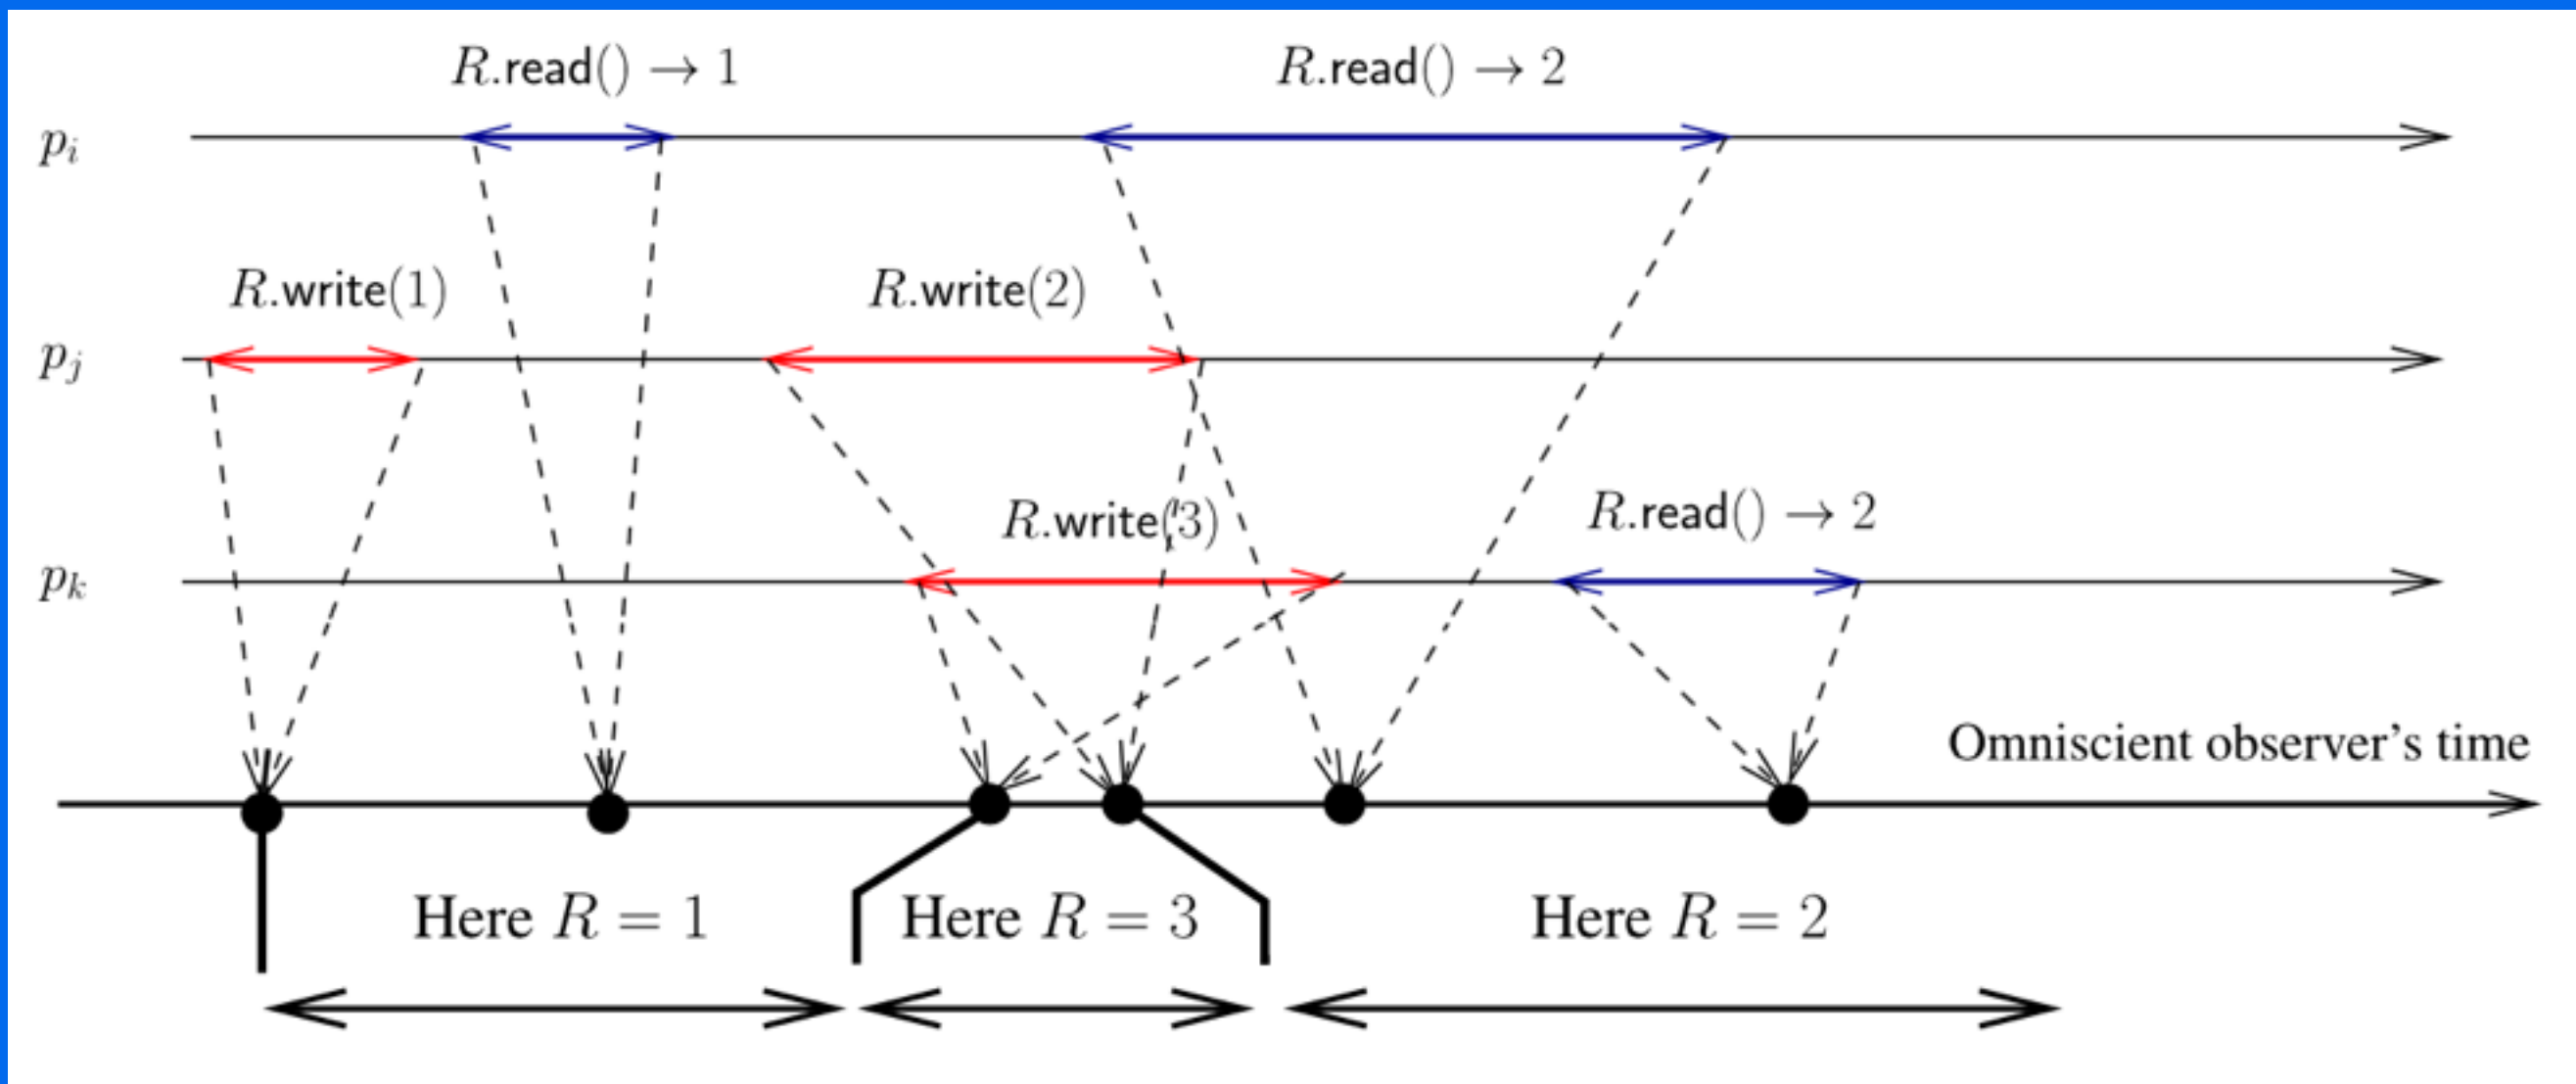 R.read() → 1
R.read() → 2
p_i
R.write(1)
R.write(2)
p_j
R.write(3)
R.read() → 2
p_k
Omniscient observer's time
Here R = 1
Here R = 3
Here R = 2